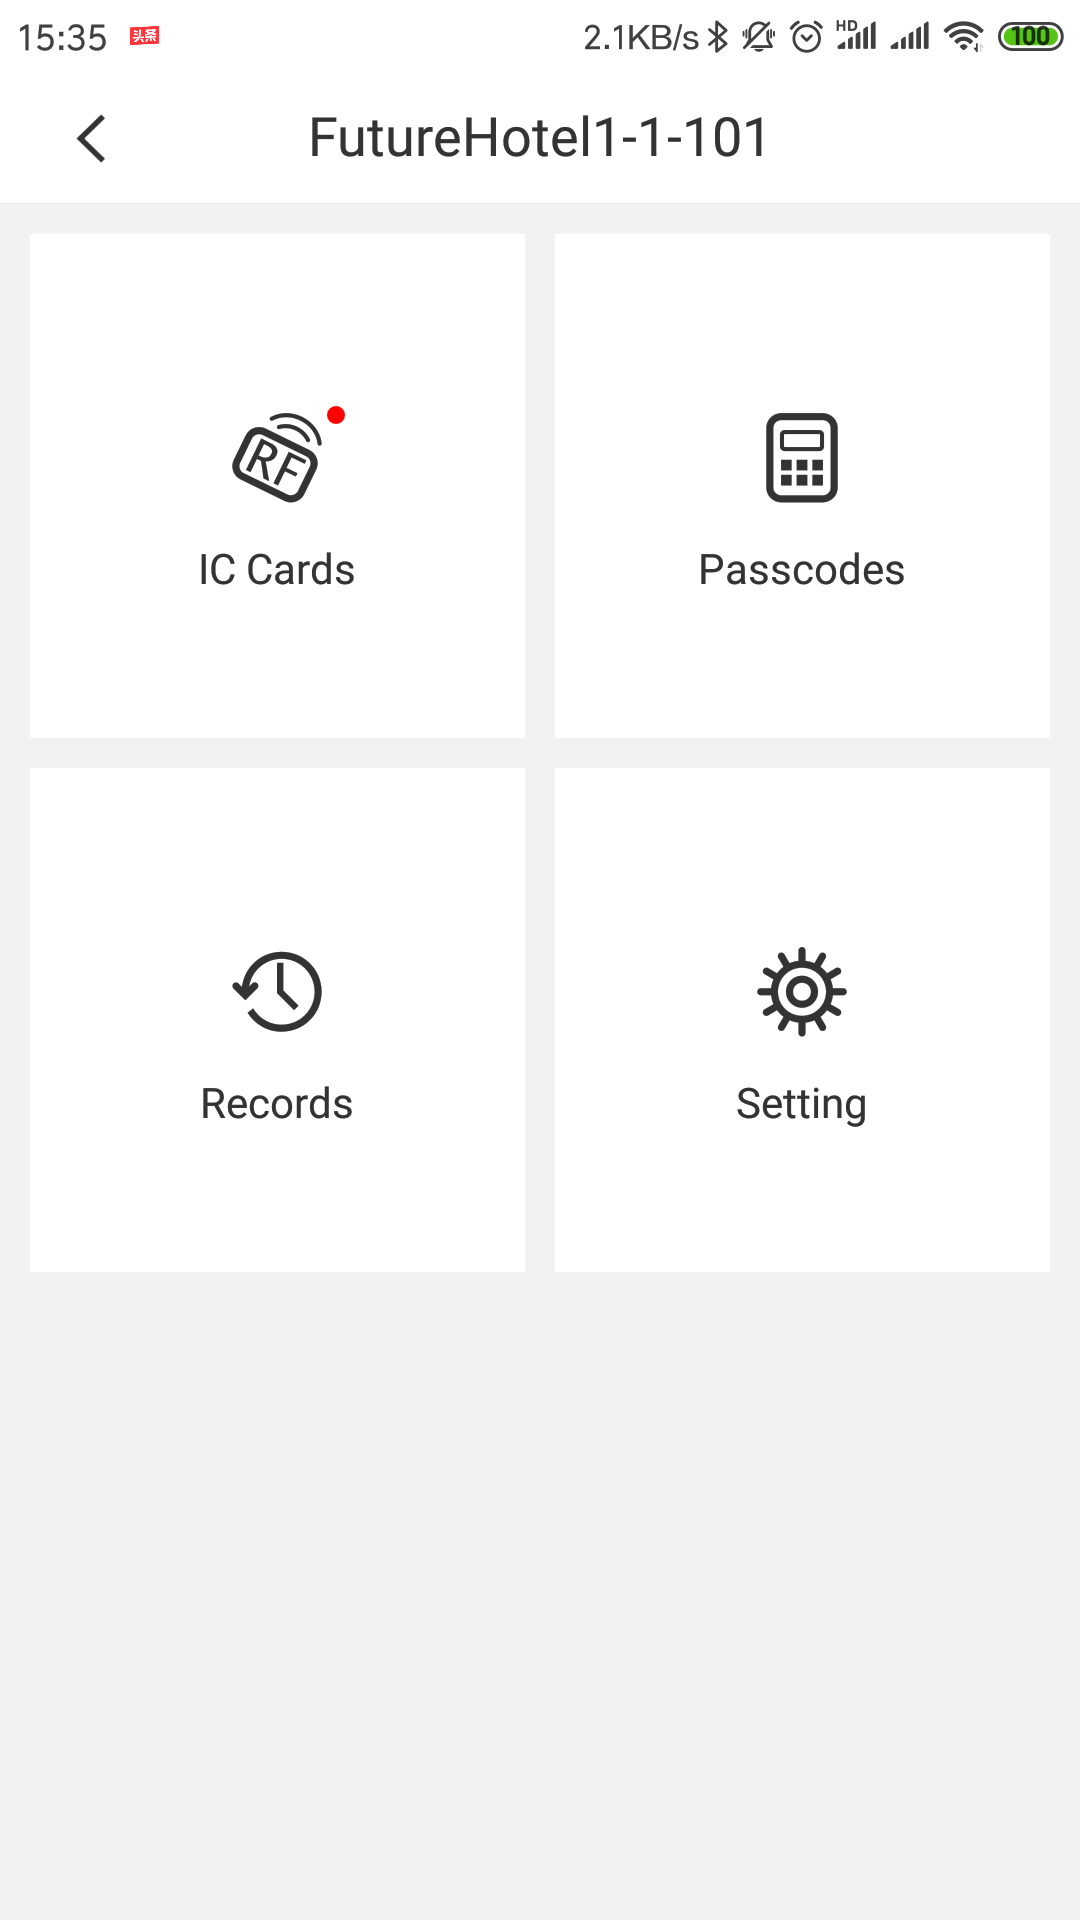 15:35 头条 2.1KB/s HD 100
FutureHotel1-1-101
RF
IC Cards
Passcodes
Records
Setting